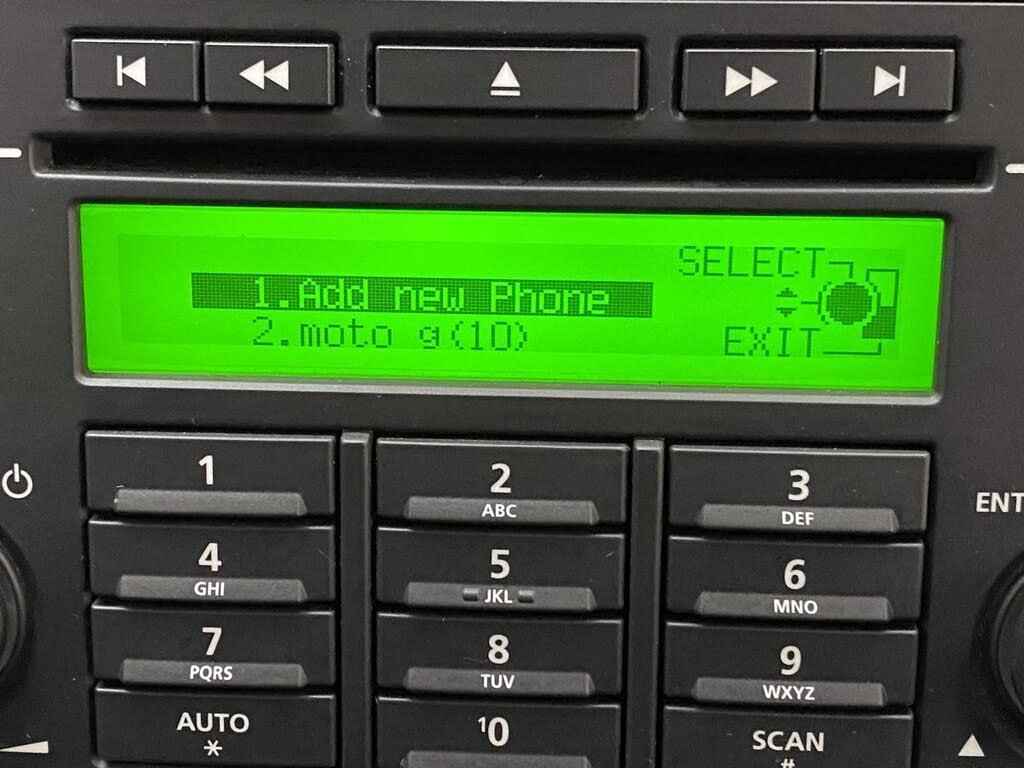 SELECT
1.Add new Phone
2.moto g(10)
EXIT
1
2
ABC
3
DEF
ENT
4
GHI
5
JKL
6
MNO
7
PQRS
8
TUV
9
WXYZ
AUTO
*
10
SCAN
#